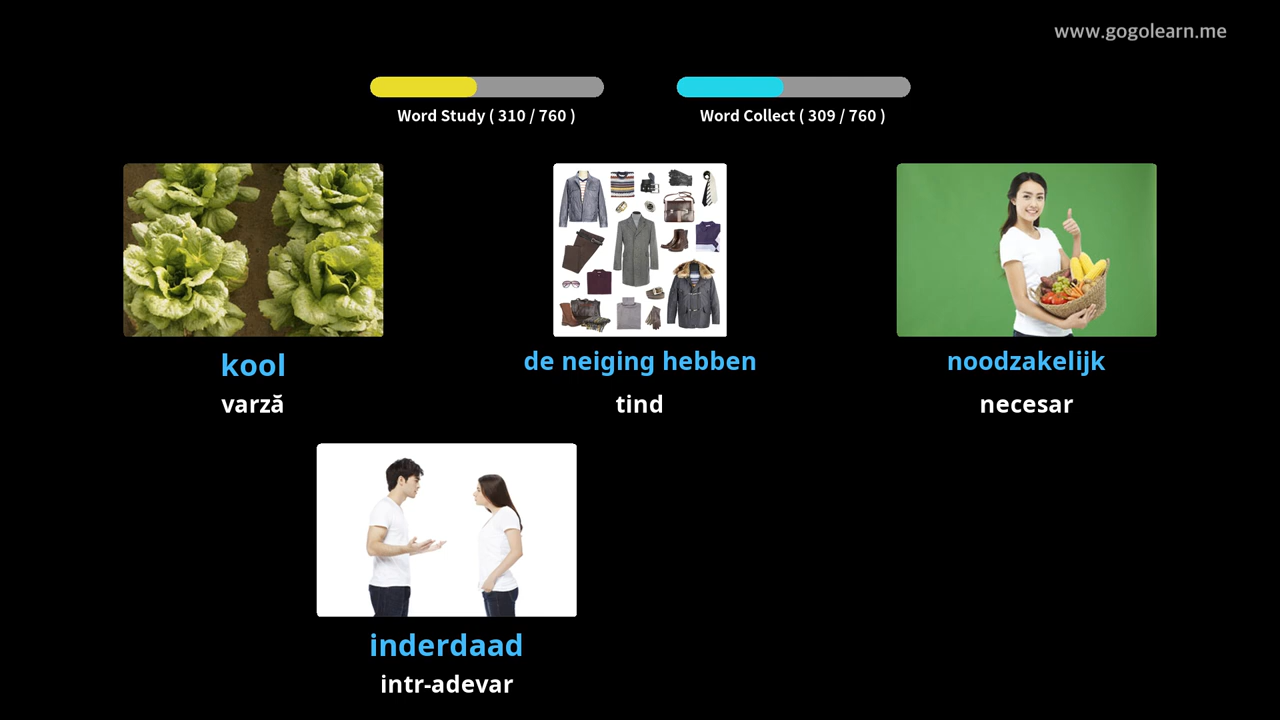 www.gogolearn.me
Word Study ( 310 / 760 )
Word Collect ( 309 / 760 )
kool
varză
de neiging hebben
tind
noodzakelijk
necesar
inderdaad
intr-adevar